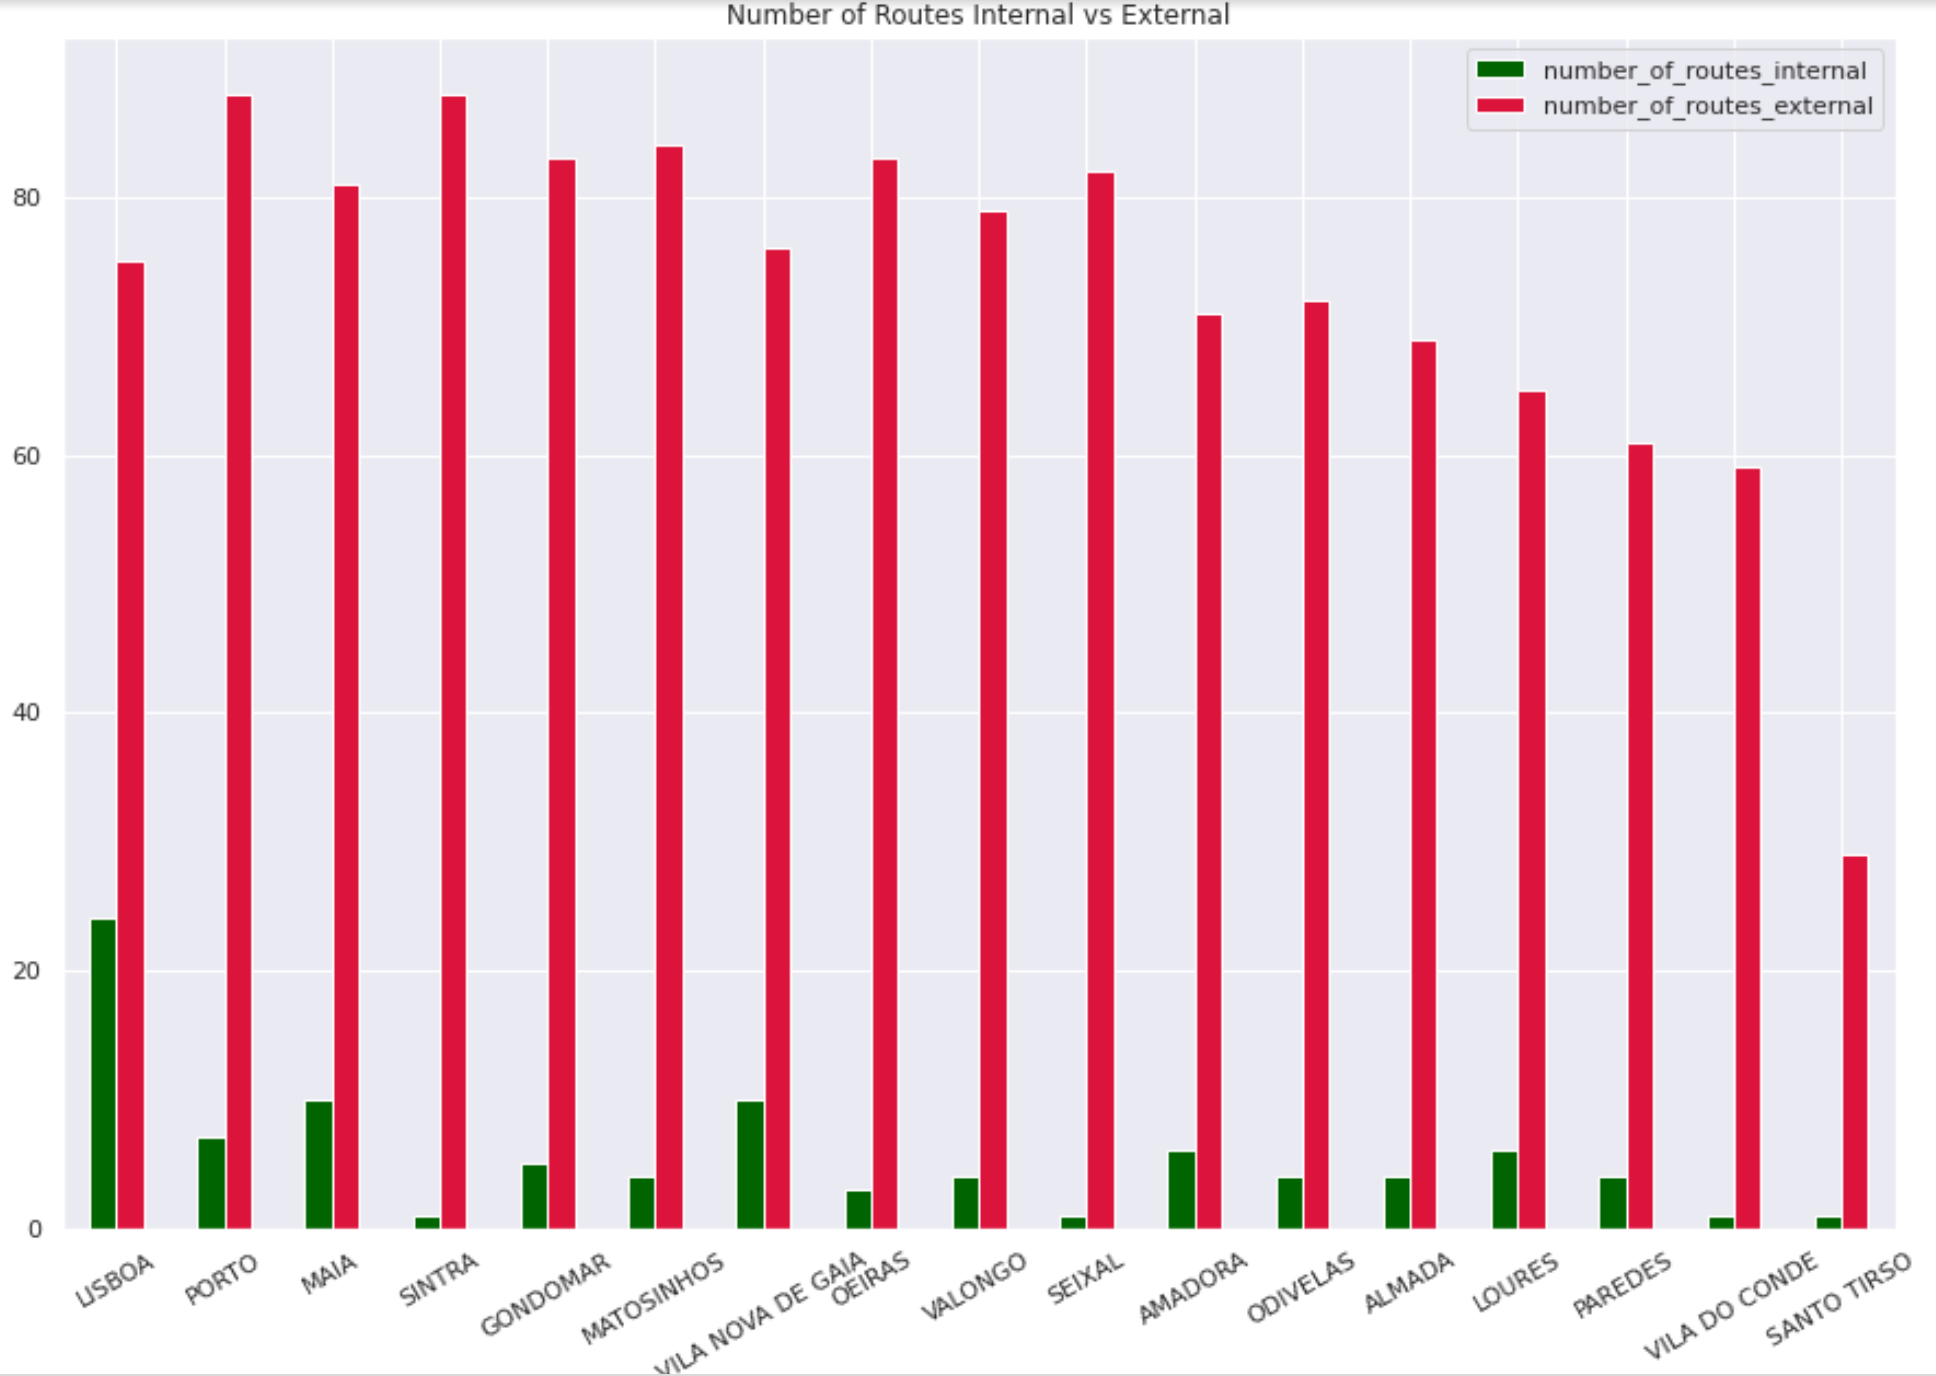 Number of Routes Internal vs External
number_of_routes_internal
number_of_routes_external
80
60
40
20
0
LISBOA
PORTO
MAIA
SINTRA
GONDOMAR
MATOSINHOS
VILA NOVA DE GAIA
OEIRAS
VALONGO
SEIXAL
AMADORA
ODIVELAS
ALMADA
LOURES
PAREDES
VILA DO CONDE
SANTO TIRSO